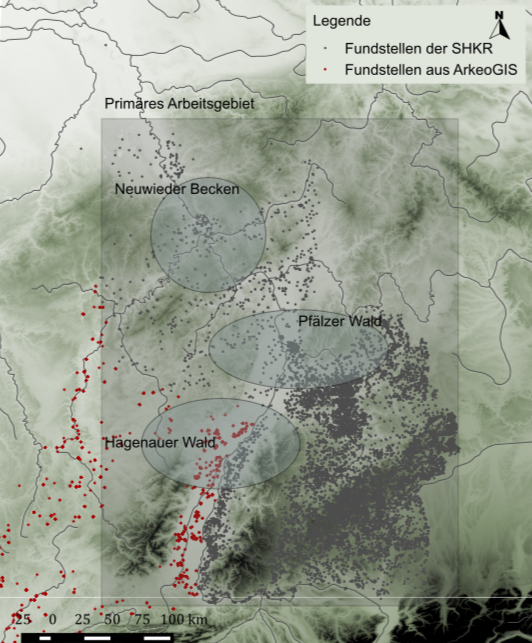 Legende
N
Fundstellen der SHKR
Fundstellen aus ArkeoGIS
Primäres Arbeitsgebiet
Neuwieder Becken
Pfälzer Wald
Hagenauer Wald
25 0 25 50 75 100 km